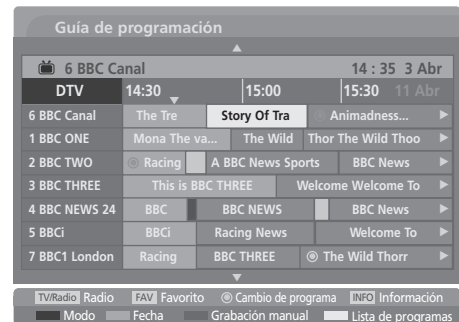 Guía de programación
6 BBC Canal 14 : 35 3 Abr
DTV 14:30 15:00 15:30 11 Abr
6 BBC Canal The Tre Story Of Tra Animadness...
1 BBC ONE Mona The va... The Wild Thor The Wild Thoo
2 BBC TWO Racing A BBC News Sports BBC News
3 BBC THREE This is BBC THREE Welcome Welcome To
4 BBC NEWS 24 BBC BBC NEWS BBC News
5 BBCi BBCi Racing News Welcome To
7 BBC1 London Racing BBC THREE The Wild Thorr
TV/Radio Radio FAV Favorito Cambio de programa INFO Información
Modo Fecha Grabación manual Lista de programas